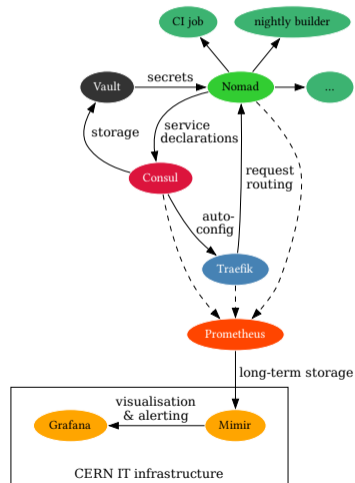 CI job
nightly builder
Vault
secrets
Nomad
...
storage
service
declarations
Consul
request
routing
auto-
config
Traefik
Prometheus
long-term storage
visualisation
& alerting
Grafana
Mimir
CERN IT infrastructure